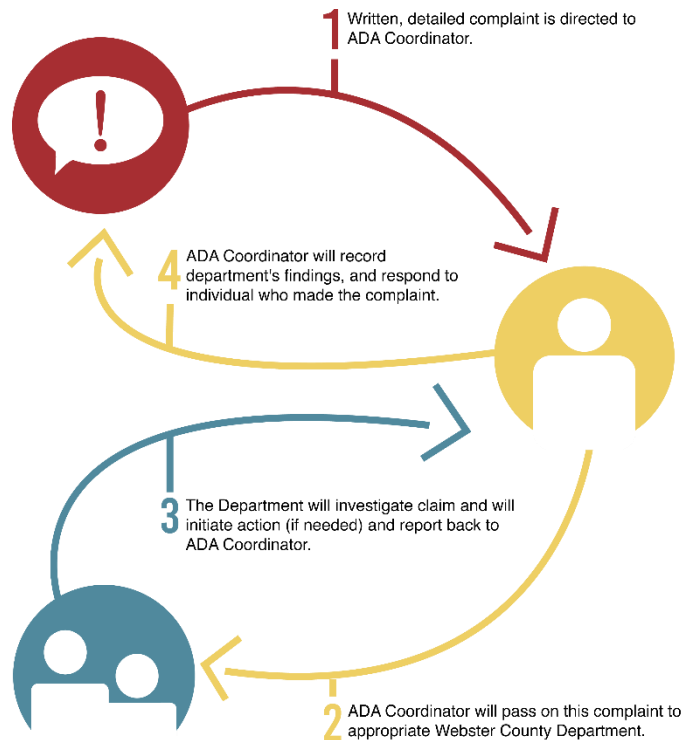 1 Written, detailed complaint is directed to
ADA Coordinator.
4 ADA Coordinator will record
department's findings, and respond to
individual who made the complaint.
3 The Department will investigate claim and will
initiate action (if needed) and report back to
ADA Coordinator.
2 ADA Coordinator will pass on this complaint to
appropriate Webster County Department.